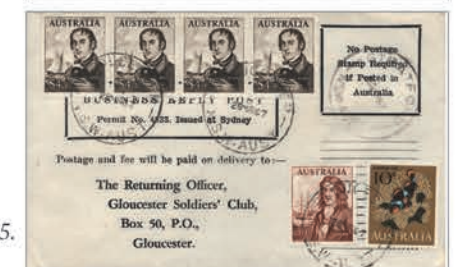 AUSTRALIA AUSTRALIA AUSTRALIA AUSTRALIA
No Postage
Stamp Required
if Posted in
Australia
BUSINESS REPLY POST
Permit No. Issued at Sydney
Postage and fee will be paid on delivery to:—
The Returning Officer,
Gloucester Soldiers' Club,
Box 50, P.O.,
Gloucester.
AUSTRALIA
10c
AUSTRALIA
5.